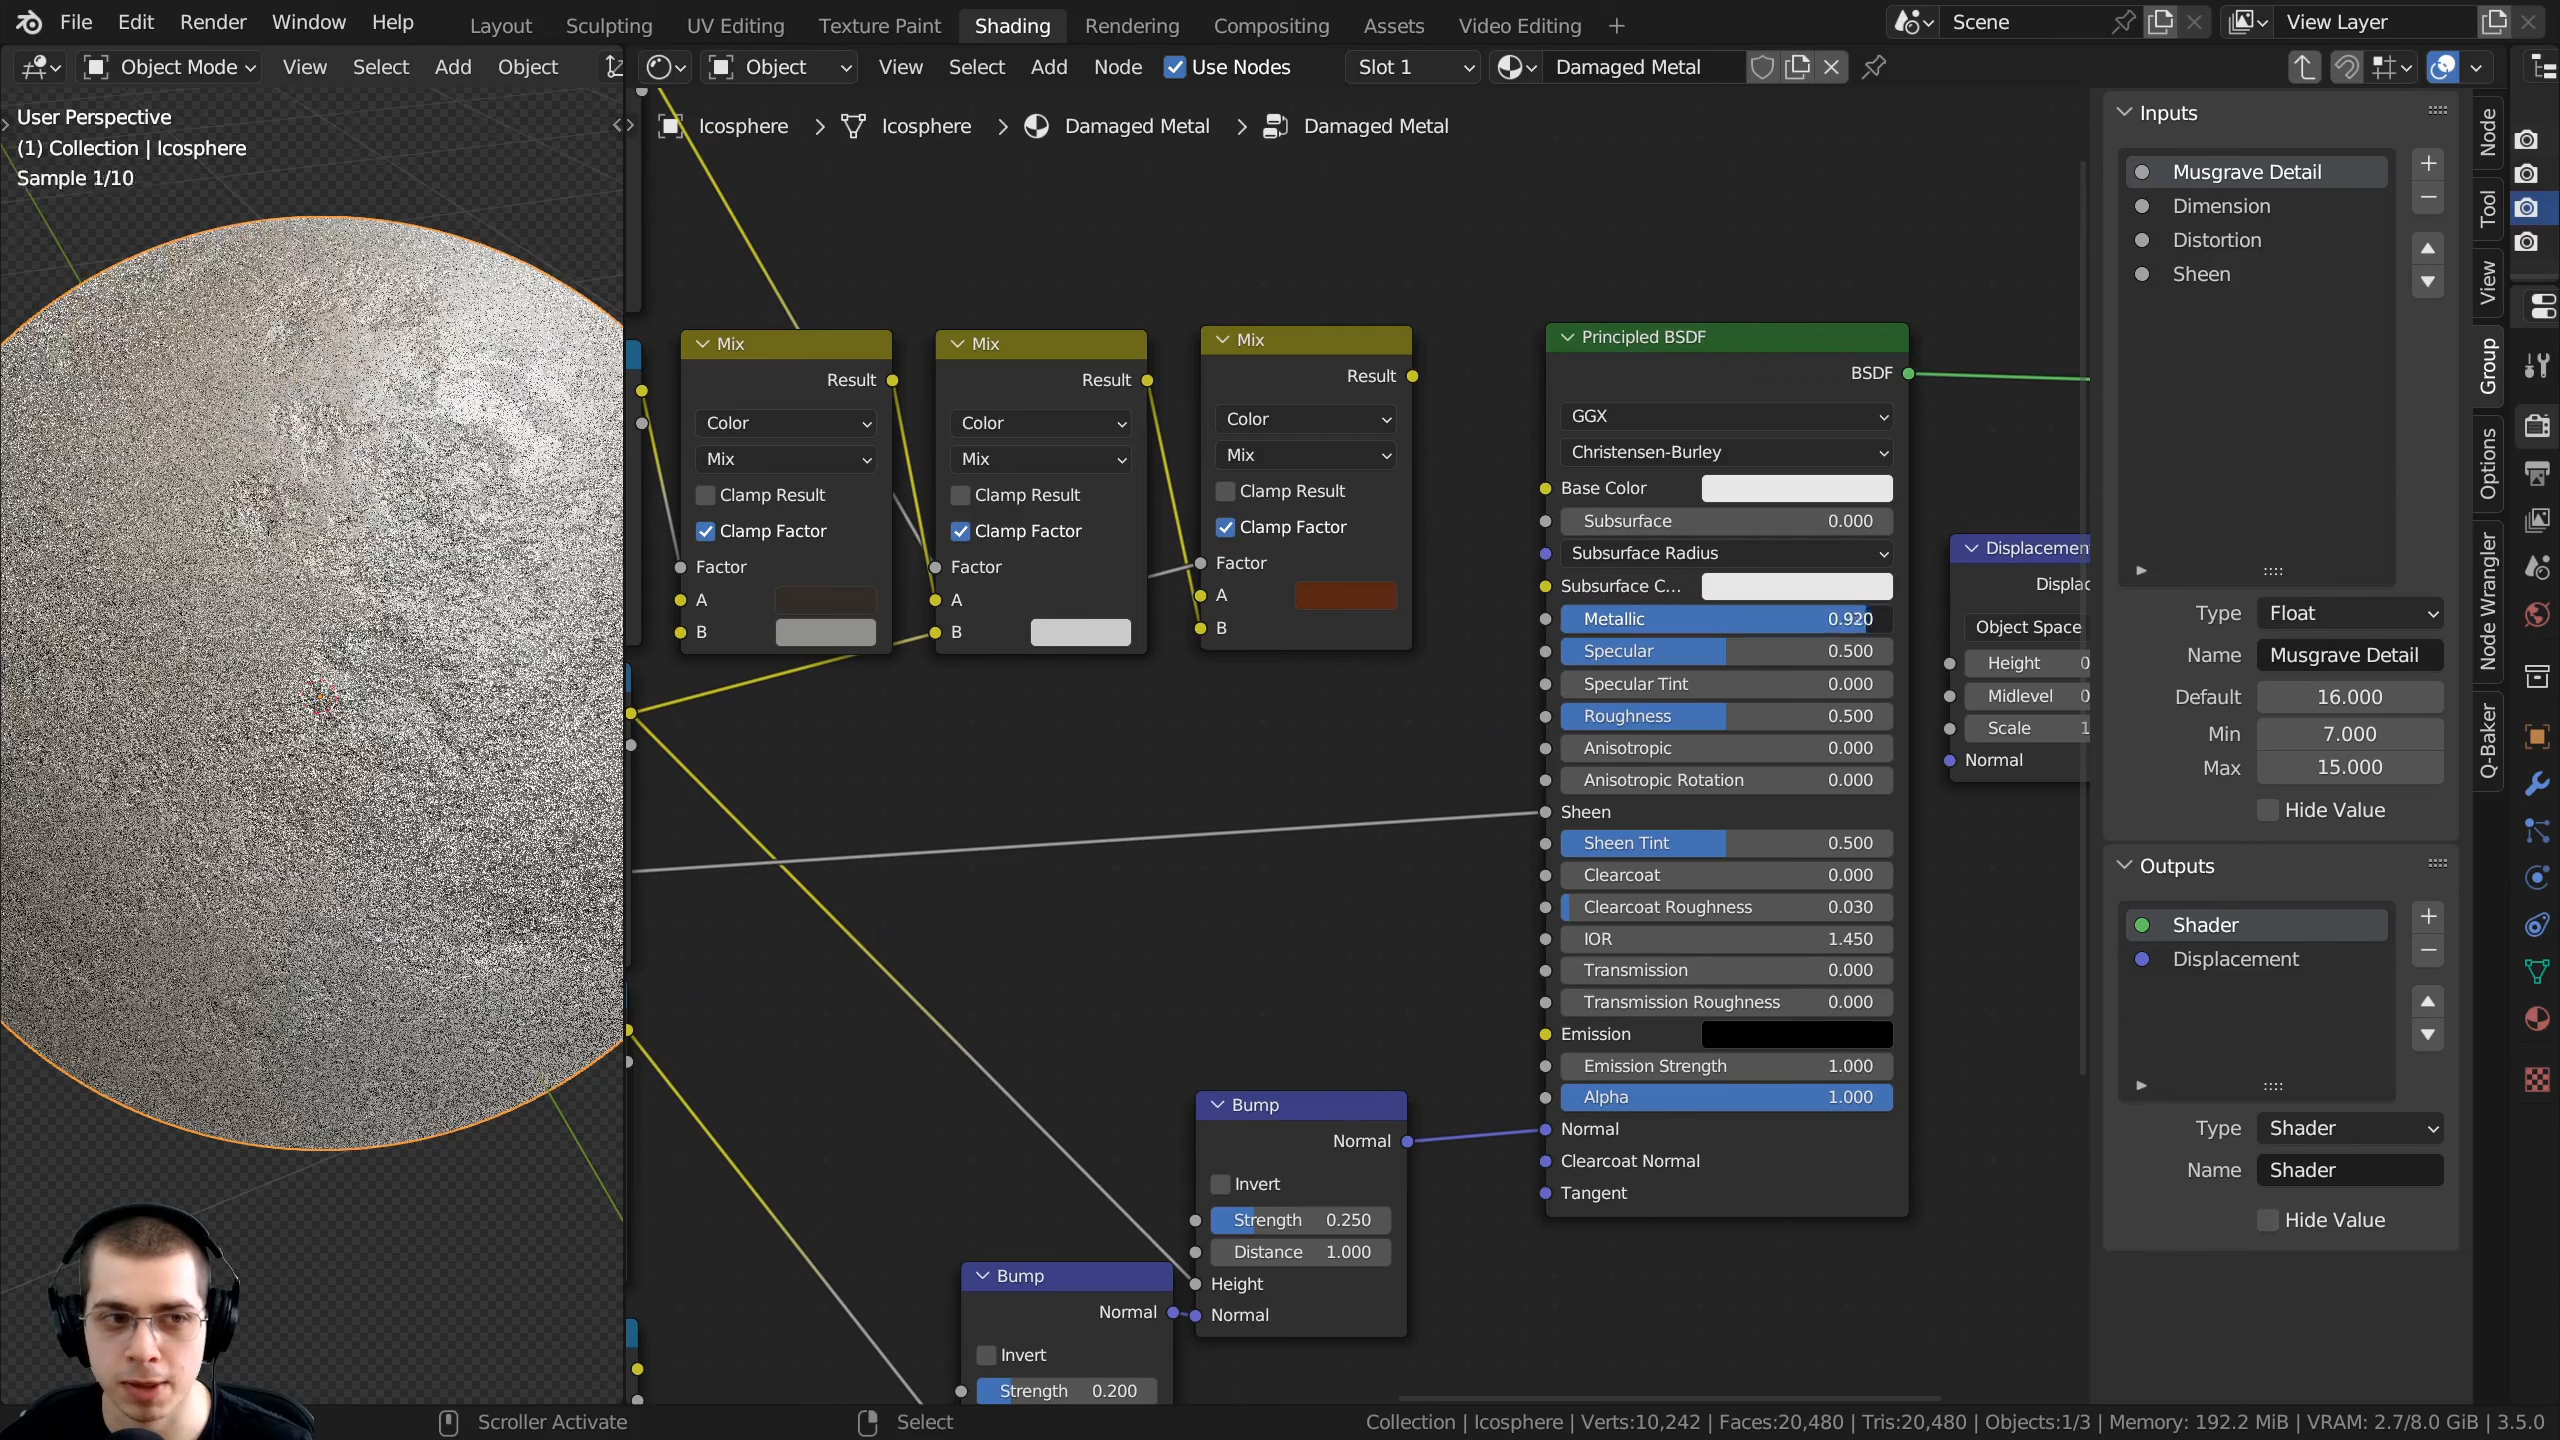 File Edit Render Window Help
Layout Sculpting UV Editing Texture Paint Shading Rendering Compositing Assets Video Editing
Scene View Layer
Object Mode View Select Add Object
Object View Select Add Node Use Nodes Slot 1 Damaged Metal
User Perspective
(1) Collection | Icosphere
Sample 1/10
Icosphere Icosphere Damaged Metal Damaged Metal
Mix
Result
Color
Mix
Clamp Result
Clamp Factor
Factor
A
B
Mix
Result
Color
Mix
Clamp Result
Clamp Factor
Factor
A
B
Mix
Result
Color
Mix
Clamp Result
Clamp Factor
Factor
A
B
Principled BSDF
BSDF
GGX
Christensen-Burley
Base Color
Subsurface 0.000
Subsurface Radius
Subsurface C...
Metallic 0.920
Specular 0.500
Specular Tint 0.000
Roughness 0.500
Anisotropic 0.000
Anisotropic Rotation 0.000
Sheen
Sheen Tint 0.500
Clearcoat 0.000
Clearcoat Roughness 0.030
IOR 1.450
Transmission 0.000
Transmission Roughness 0.000
Emission
Emission Strength 1.000
Alpha 1.000
Normal
Clearcoat Normal
Tangent
Displacemen
Displac
Object Space
Height 0
Midlevel 0
Scale 1
Normal
Bump
Normal
Invert
Strength 0.250
Distance 1.000
Height
Normal
Bump
Normal
Invert
Strength 0.200
Inputs
Musgrave Detail
Dimension
Distortion
Sheen
Type Float
Name Musgrave Detail
Default 16.000
Min 7.000
Max 15.000
Hide Value
Outputs
Shader
Displacement
Type Shader
Name Shader
Hide Value
Node
Tool
View
Group
Options
Node Wrangler
Q-Baker
Scroller Activate Select Collection | Icosphere | Verts:10,242 | Faces:20,480 | Tris:20,480 | Objects:1/3 | Memory: 192.2 MiB | VRAM: 2.7/8.0 GiB | 3.5.0